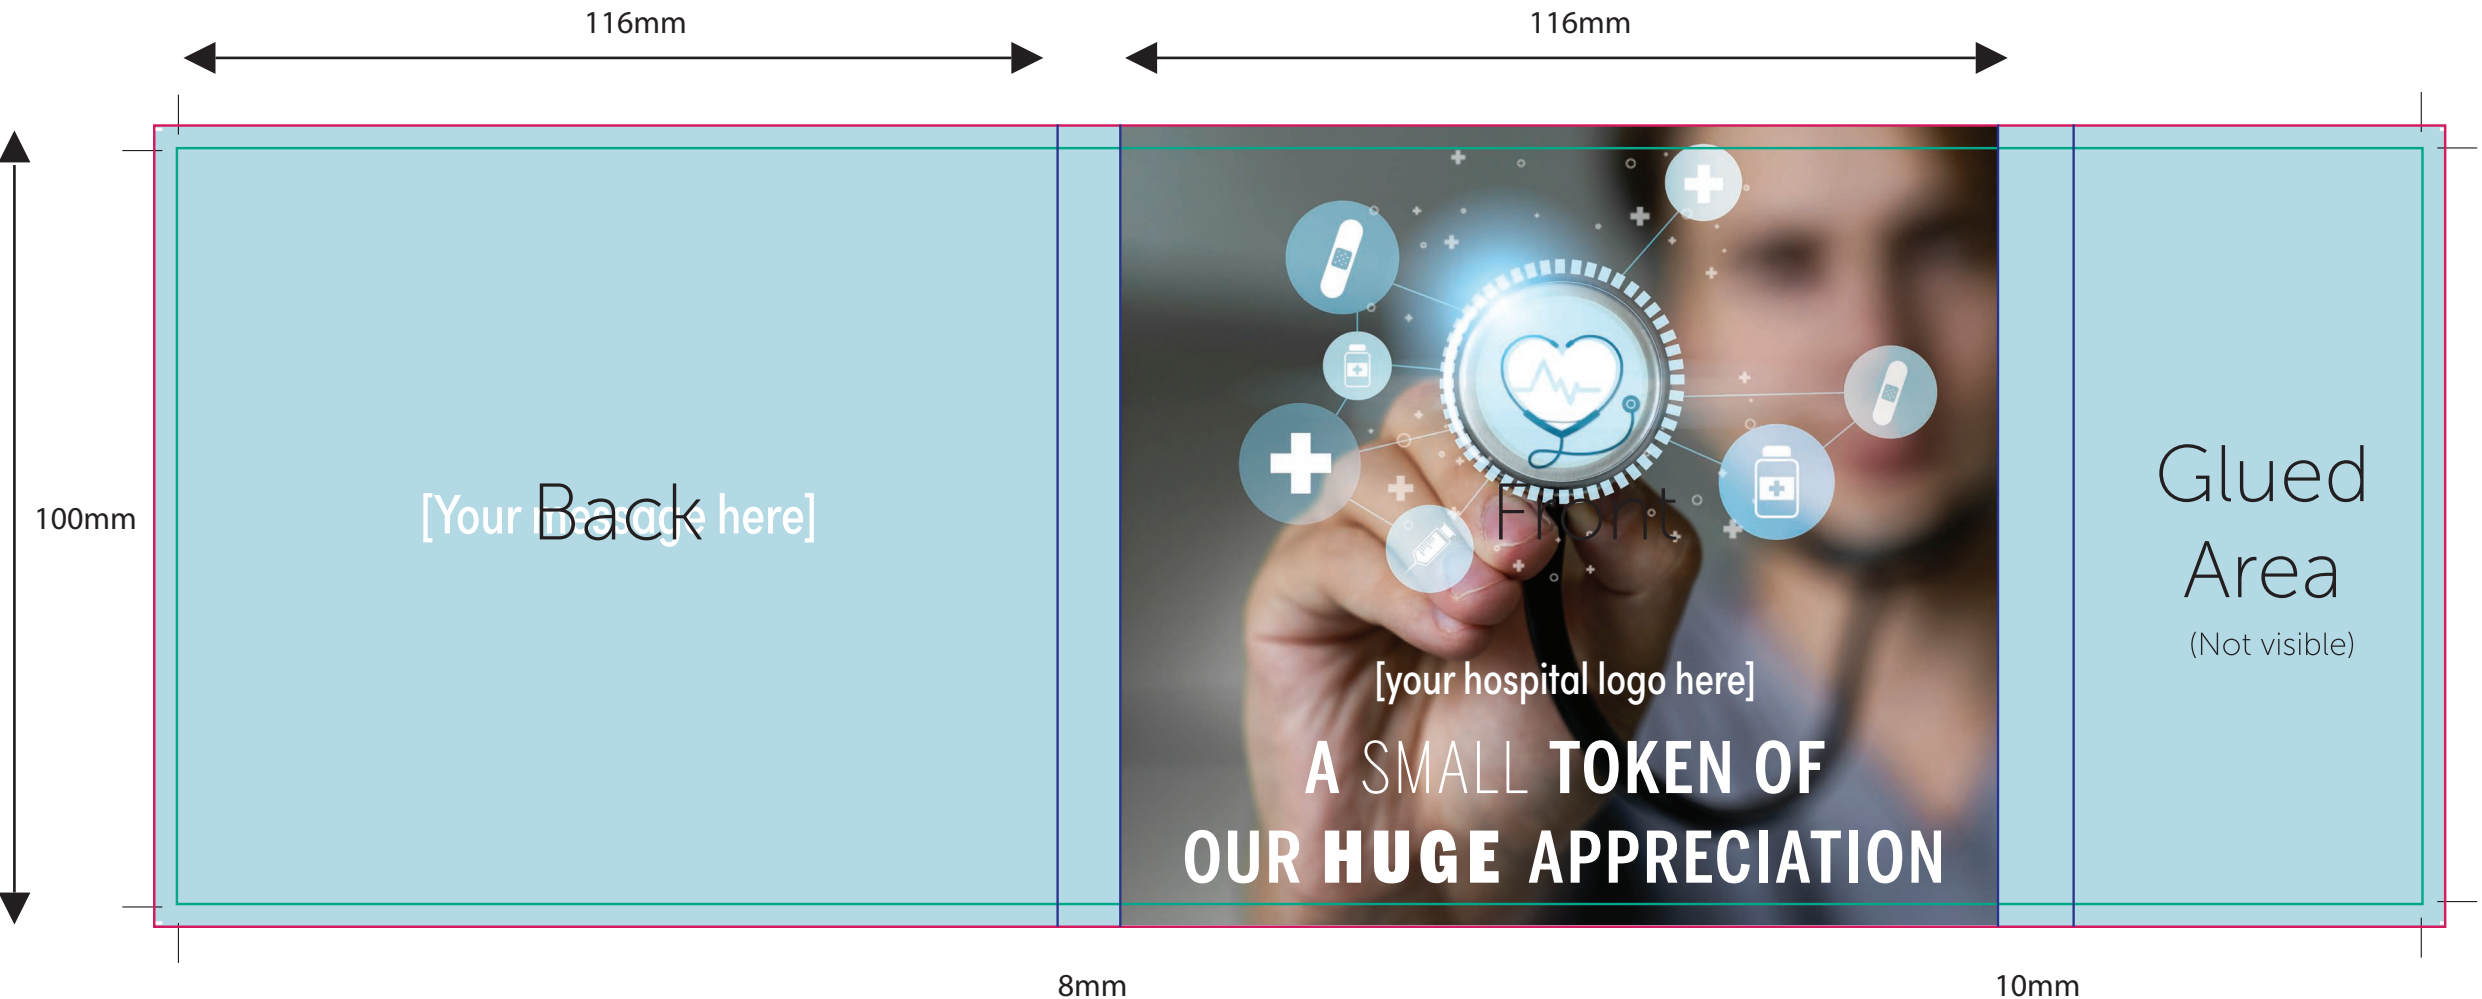 116mm
116mm
100mm
[Your message here]
Back
Front
[your hospital logo here]
A SMALL TOKEN OF
OUR HUGE APPRECIATION
Glued
Area
(Not visible)
8mm
10mm